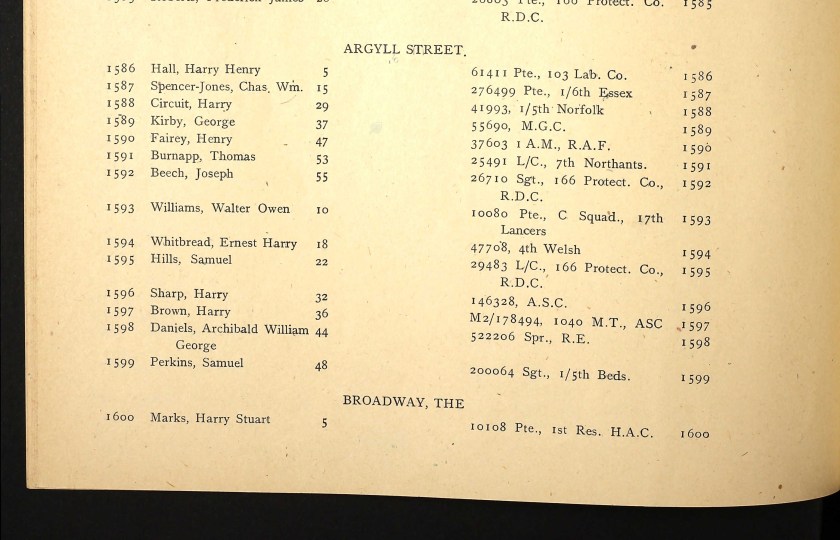 20803 Pte., 166 Protect. Co. 1585
R.D.C.
ARGYLL STREET.
1586 Hall, Harry Henry 5 61411 Pte., 103 Lab. Co. 1586
1587 Spencer-Jones, Chas. Wm. 15 276499 Pte., 1/6th Essex 1587
1588 Circuit, Harry 29 41993, 1/5th Norfolk 1588
1589 Kirby, George 37 55690, M.G.C. 1589
1590 Fairey, Henry 47 37603 1 A.M., R.A.F. 1590
1591 Burnapp, Thomas 53 25491 L/C., 7th Northants. 1591
1592 Beech, Joseph 55 26710 Sgt., 166 Protect. Co., 1592
R.D.C.
1593 Williams, Walter Owen 10 10080 Pte., C Squad., 17th 1593
Lancers
1594 Whitbread, Ernest Harry 18 47708, 4th Welsh 1594
1595 Hills, Samuel 22 29483 L/C., 166 Protect. Co., 1595
R.D.C.
1596 Sharp, Harry 32 146328, A.S.C. 1596
1597 Brown, Harry 36 M2/178494, 1040 M.T., ASC 1597
1598 Daniels, Archibald William 44 522206 Spr., R.E. 1598
George
1599 Perkins, Samuel 48 200064 Sgt., 1/5th Beds. 1599
BROADWAY, THE
1600 Marks, Harry Stuart 5 10108 Pte., 1st Res. H.A.C. 1600